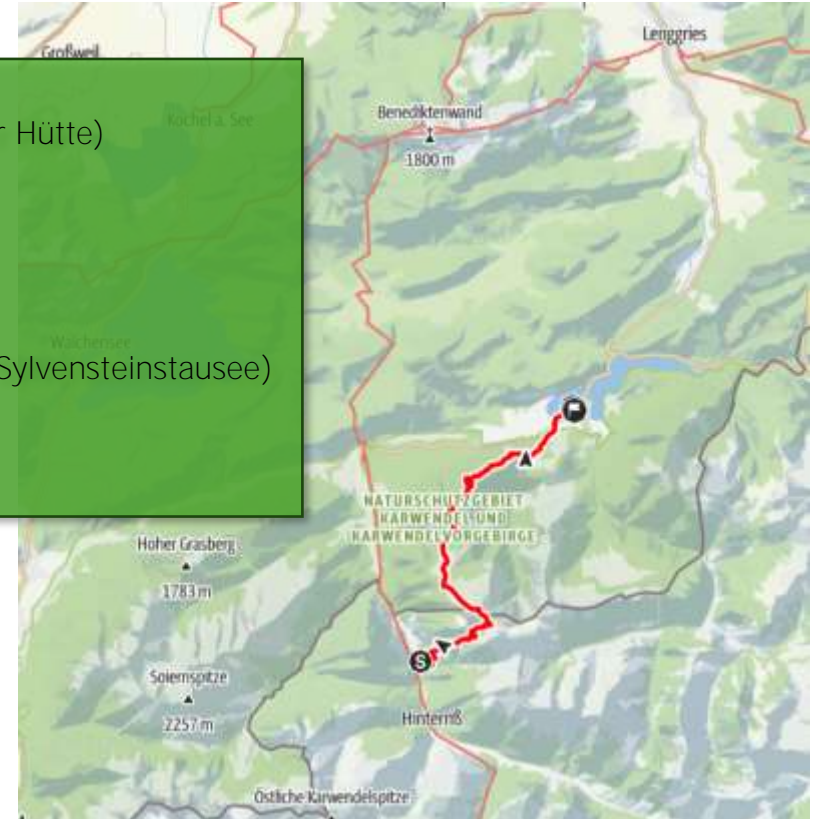 Lenggries
Großweil
Kochel a. See
r Hütte)
Benediktenwand
1800 m
Walchensee
Sylvensteinstausee)
NATURSCHUTZGEBIET
KARWENDEL UND
KARWENDELVORGEBIRGE
Hoher Grasberg
1783 m
S
Soiernspitze
2257 m
Hinterriß
Östliche Karwendelspitze